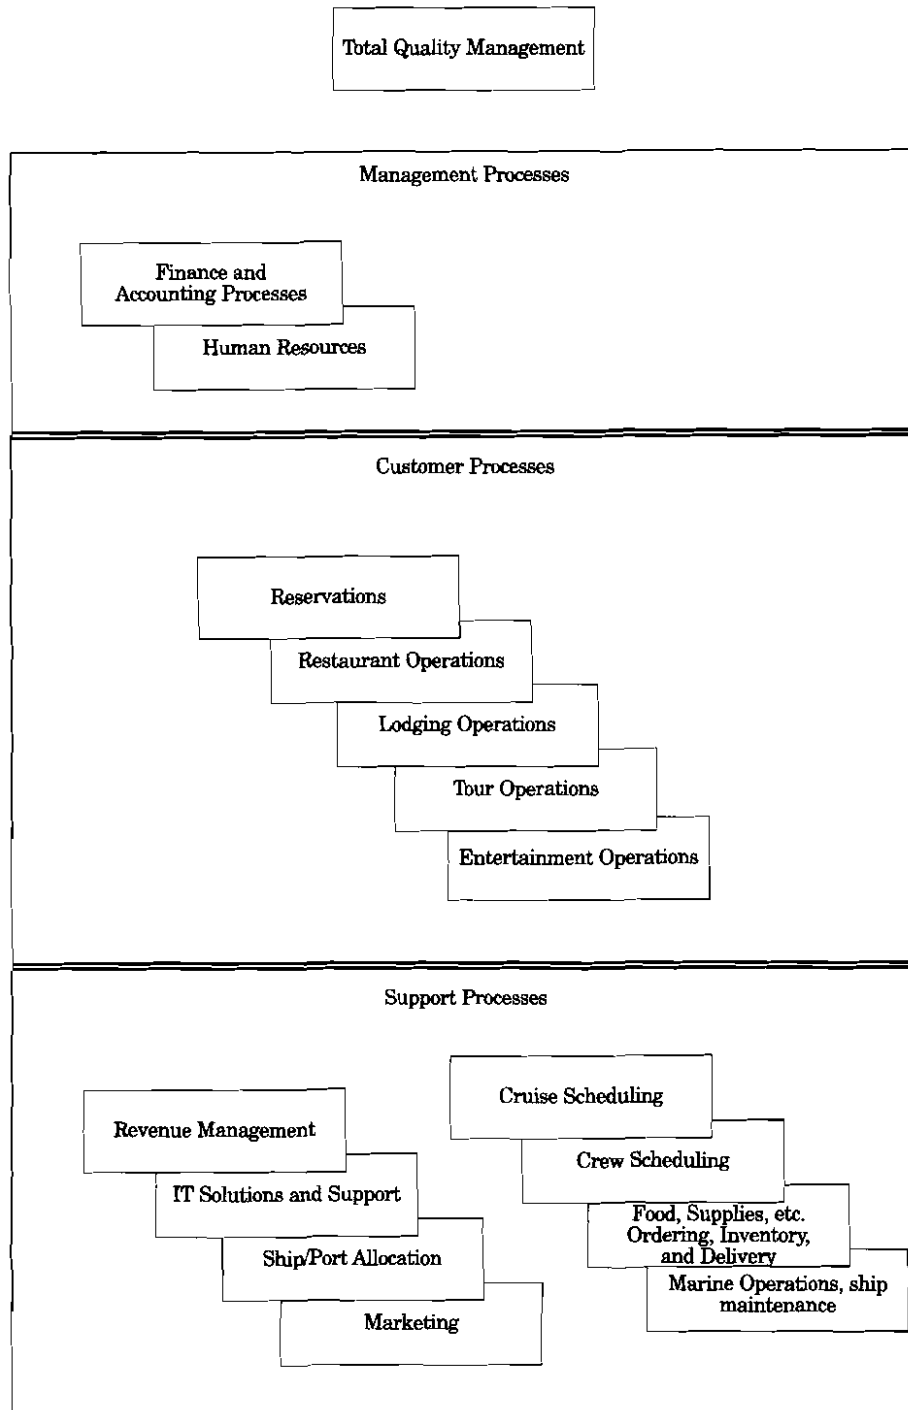 Total Quality Management
Management Processes
Finance and
Accounting Processes
Human Resources
Customer Processes
Reservations
Restaurant Operations
Lodging Operations
Tour Operations
Entertainment Operations
Support Processes
Revenue Management
IT Solutions and Support
Ship/Port Allocation
Marketing
Cruise Scheduling
Crew Scheduling
Food, Supplies, etc.
Ordering, Inventory,
and Delivery
Marine Operations, ship
maintenance